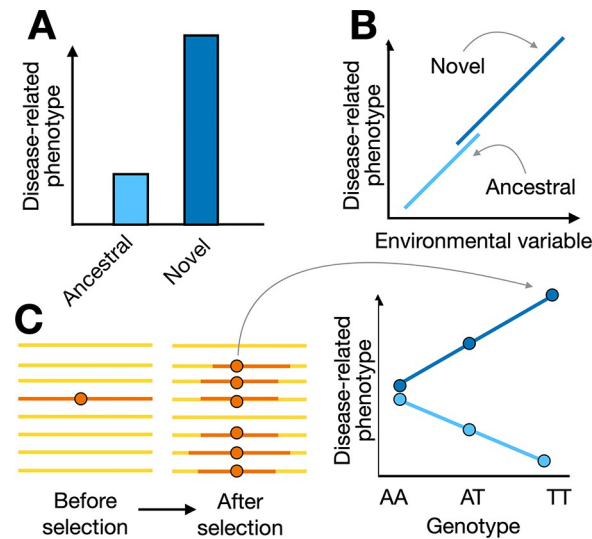 A
Disease-related
phenotype
Ancestral
Novel
B
Disease-related
phenotype
Novel
Ancestral
Environmental variable
C
Before
selection
After
selection
Disease-related
phenotype
AA
AT
TT
Genotype